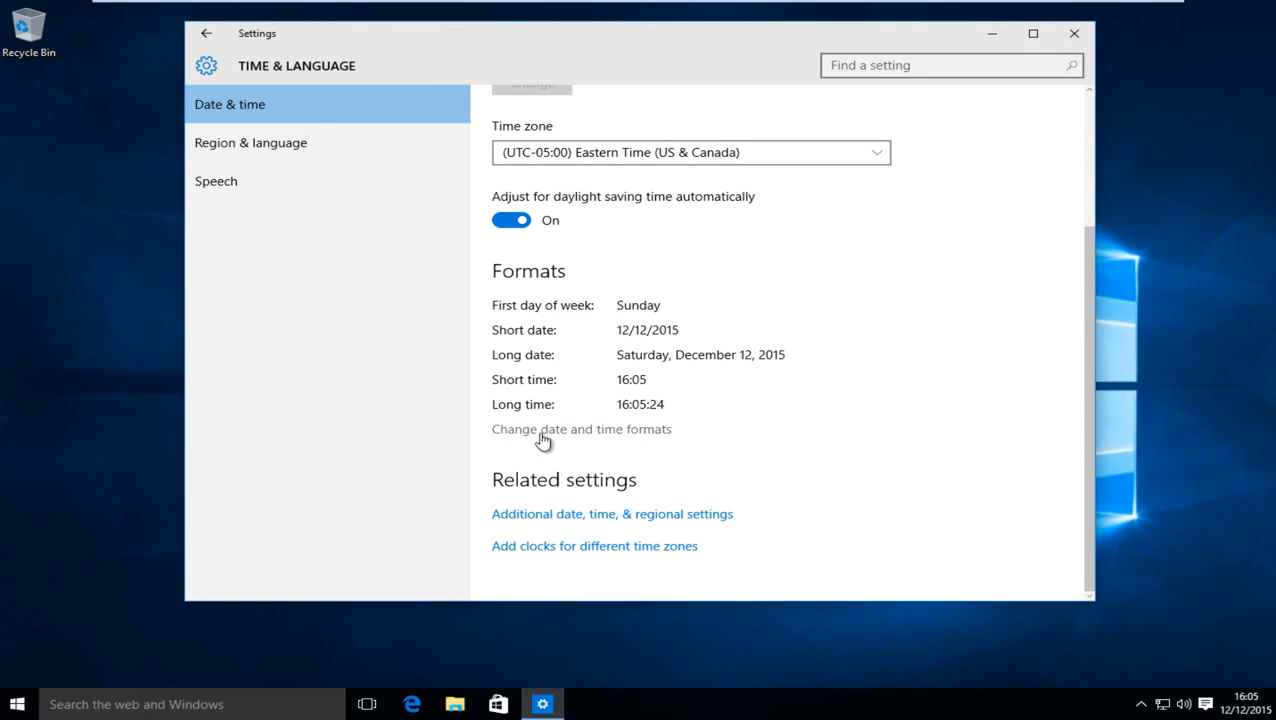 Recycle Bin
Settings
TIME & LANGUAGE
Find a setting
Date & time
Region & language
Speech
Change
Time zone
(UTC-05:00) Eastern Time (US & Canada)
Adjust for daylight saving time automatically
On
Formats
First day of week: Sunday
Short date: 12/12/2015
Long date: Saturday, December 12, 2015
Short time: 16:05
Long time: 16:05:24
Change date and time formats
Related settings
Additional date, time, & regional settings
Add clocks for different time zones
Search the web and Windows
16:05
12/12/2015